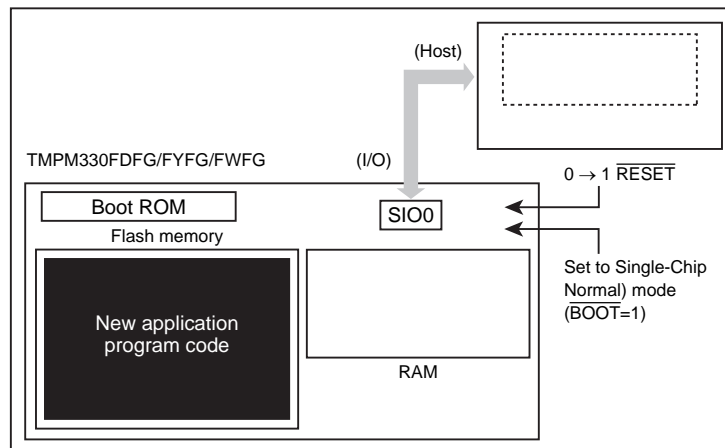 (Host)
TMPM330FDFG/FYFG/FWFG
(I/O)
0 → 1 RESET
Boot ROM
SIO0
Flash memory
Set to Single-Chip
Normal) mode
(BOOT=1)
New application
program code
RAM